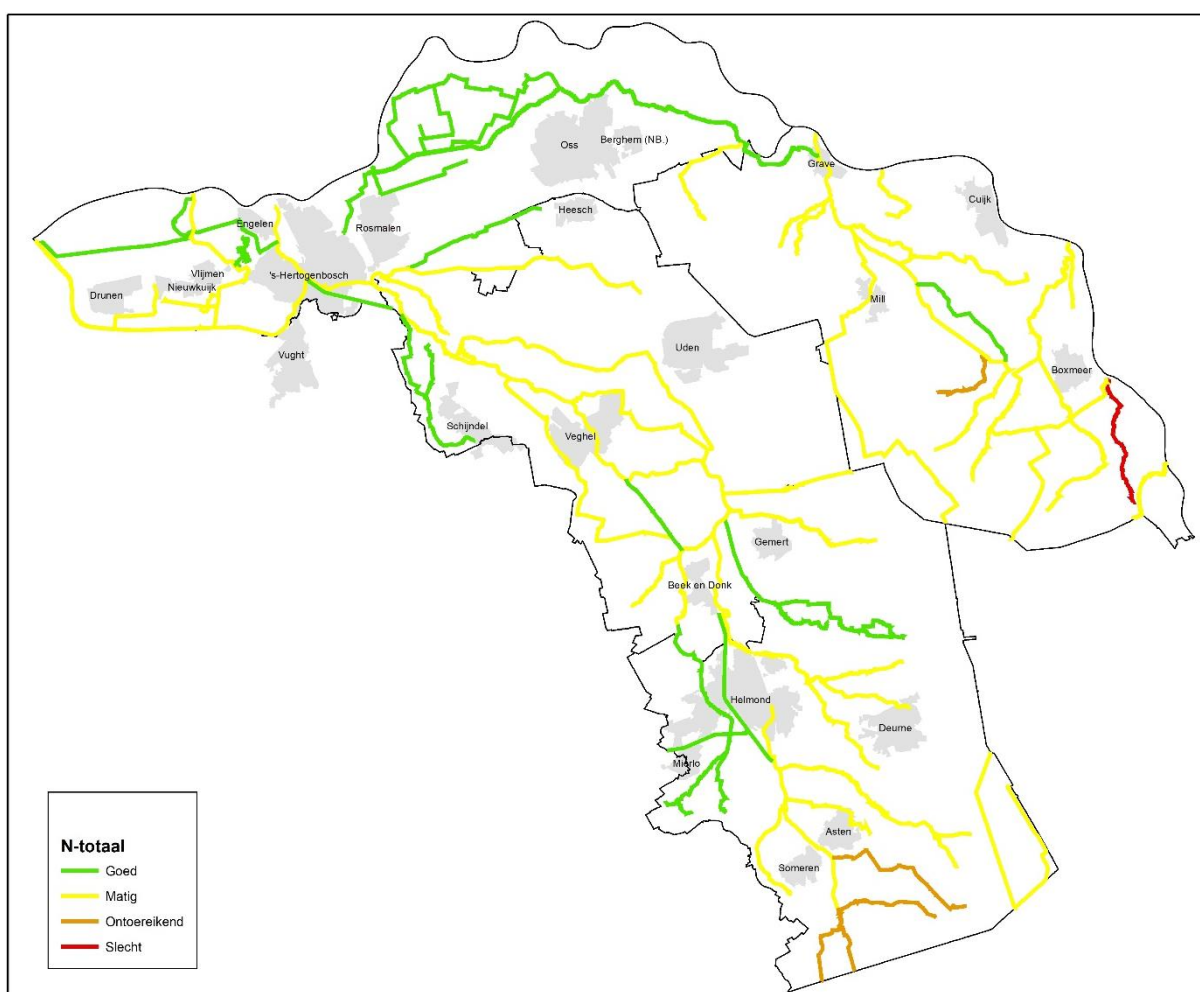 Oss
Berghem (NB.)
Grave
Cuijk
Heesch
Engelen
Rosmalen
Vlijmen
's-Hertogenbosch
Nieuwkuijk
Drunen
Mill
Uden
Vught
Boxmeer
Schijndel
Veghel
Gemert
Beek en Donk
Helmond
Deurne
Mierlo
Asten
Someren
N-totaal
Goed
Matig
Ontoereikend
Slecht